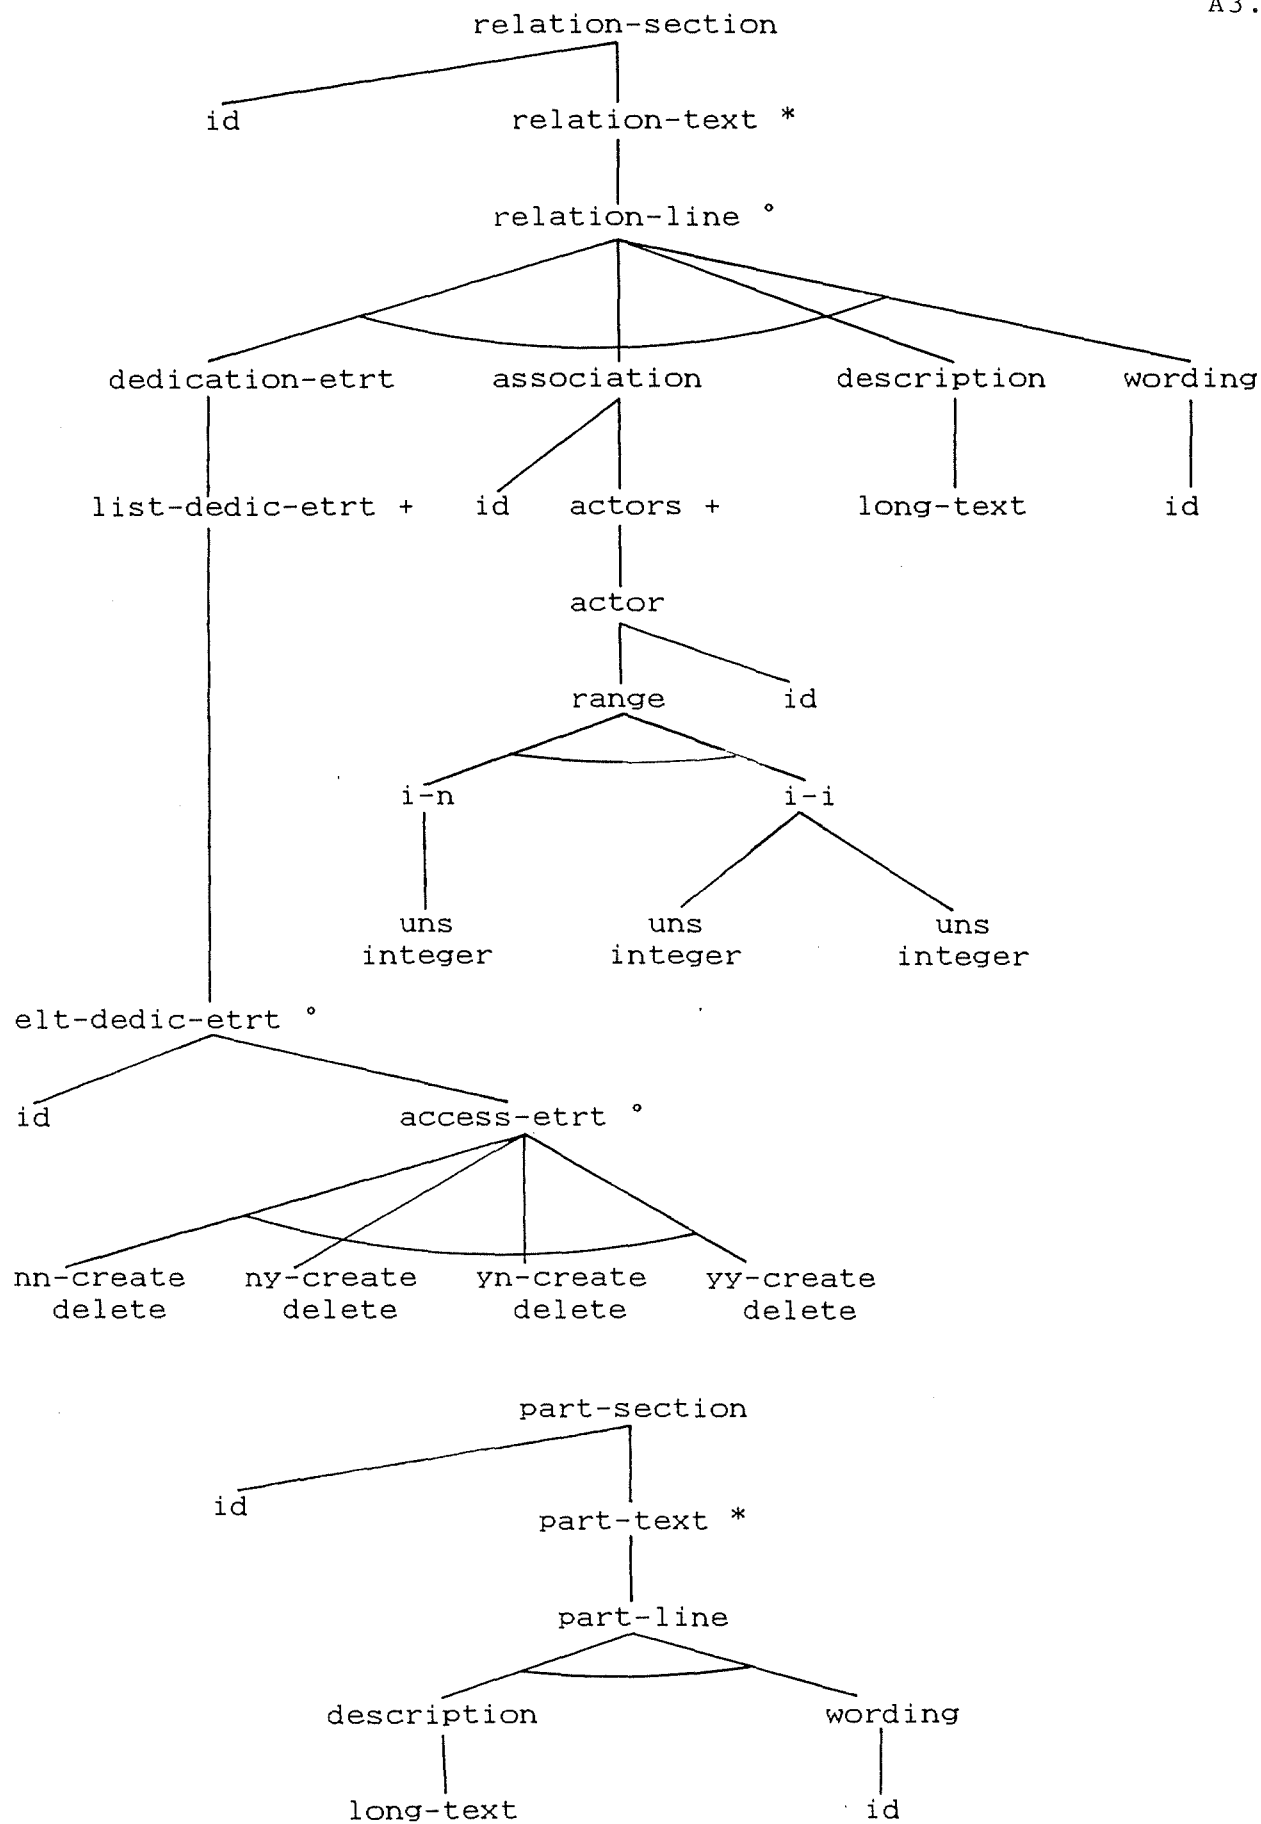 A3.
relation-section
id
relation-text *
relation-line °
dedication-etrt association description wording
list-dedic-etrt + id actors + long-text id
actor
range id
i-n i-i
uns uns uns
integer integer integer
elt-dedic-etrt °
id access-etrt °
nn-create ny-create yn-create yy-create
delete delete delete delete
part-section
id
part-text *
part-line
description wording
long-text id